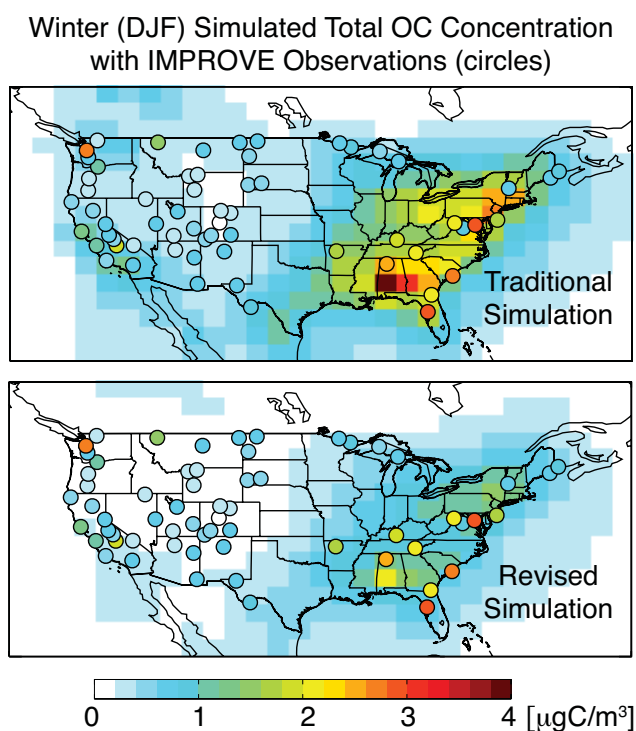 Winter (DJF) Simulated Total OC Concentration
with IMPROVE Observations (circles)
Traditional
Simulation
Revised
Simulation
0 1 2 3 4 [µgC/m³]